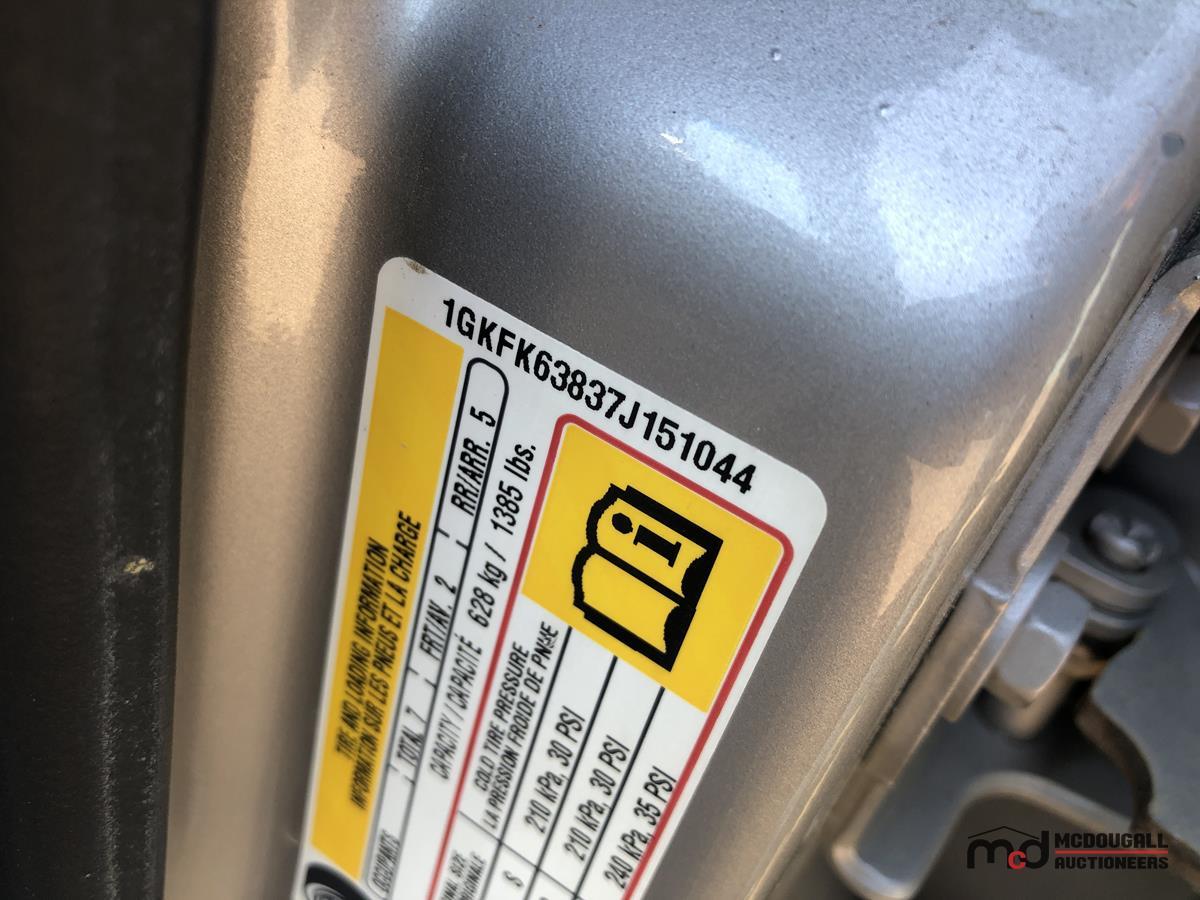 1GKFK63837J151044
TIRE AND LOADING INFORMATION
INFORMATION SUR LES PNEUS ET LA CHARGE
OCCUPANTS TOTAL 7 FRT/AV. 2 RR/ARR. 5
CAPACITY / CAPACITÉ 628 kg / 1385 lbs.
COLD TIRE PRESSURE
LA PRESSION FROIDE DE
210 KPa, 30 PSI
210 KPa, 30 PSI
240 KPa, 35 PSI
i
mcd MCDOUGALL
AUCTIONEERS